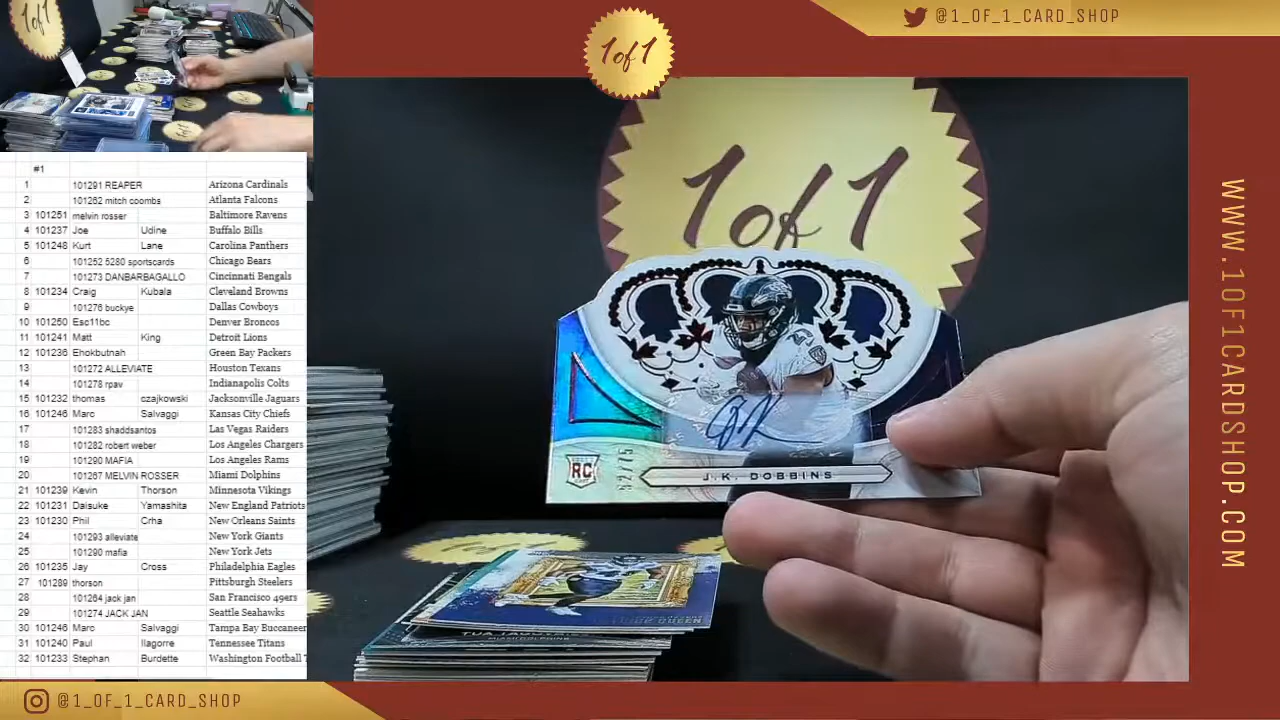 @1_OF_1_CARD_SHOP
1of1
1of1
1of1
WWW.1OF1CARDSHOP.COM
#1
1 101291 REAPER Arizona Cardinals
2 101262 mitch coombs Atlanta Falcons
3 101251 melvin rosser Baltimore Ravens
4 101237 Joe Udine Buffalo Bills
5 101248 Kurt Lane Carolina Panthers
6 101252 5280 sportscards Chicago Bears
7 101273 DANBARBAGALLO Cincinnati Bengals
8 101234 Craig Kubala Cleveland Browns
9 101276 buckye Dallas Cowboys
10 101250 Esc11bc Denver Broncos
11 101241 Matt King Detroit Lions
12 101236 Ehokbutnah Green Bay Packers
13 101272 ALLEVIATE Houston Texans
14 101278 rpav Indianapolis Colts
15 101232 thomas czajkowski Jacksonville Jaguars
16 101246 Marc Salvaggi Kansas City Chiefs
17 101283 shaddsantos Las Vegas Raiders
18 101282 robert weber Los Angeles Chargers
19 101290 MAFIA Los Angeles Rams
20 101267 MELVIN ROSSER Miami Dolphins
21 101239 Kevin Thorson Minnesota Vikings
22 101231 Daisuke Yamashita New England Patriots
23 101230 Phil Crha New Orleans Saints
24 101293 alleviate New York Giants
25 101290 mafia New York Jets
26 101235 Jay Cross Philadelphia Eagles
27 101289 thorson Pittsburgh Steelers
28 101264 jack jan San Francisco 49ers
29 101274 JACK JAN Seattle Seahawks
30 101246 Marc Salvaggi Tampa Bay Buccaneer
31 101240 Paul Ilagorre Tennessee Titans
32 101233 Stephan Burdette Washington Football T
RC
52/75
J.K. DOBBINS
@1_OF_1_CARD_SHOP